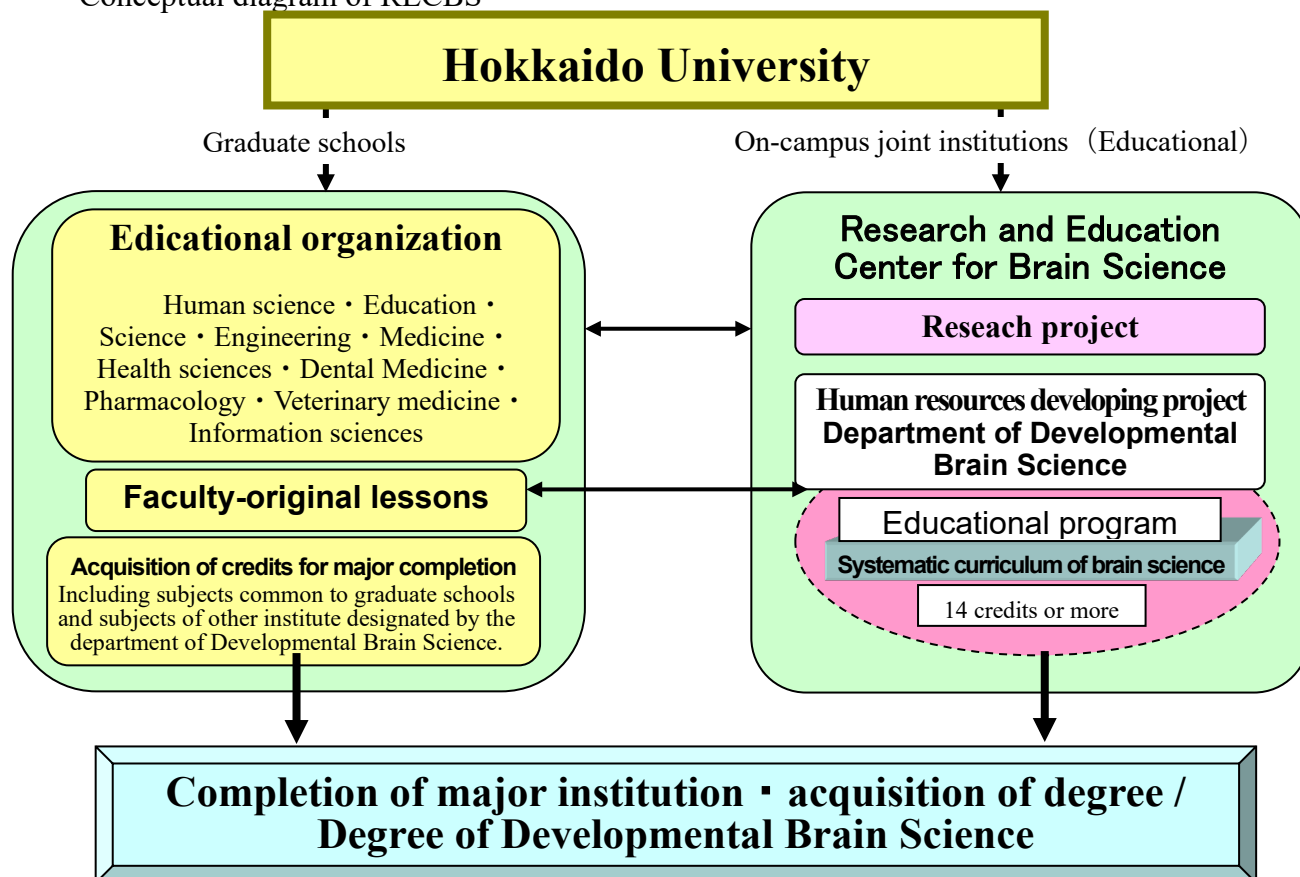 Conceptual diagram of RECBS
Hokkaido University
Graduate schools
On-campus joint institutions（Educational）
Edicational organization
Human science・Education・
Science・Engineering・Medicine・
Health sciences・Dental Medicine・
Pharmacology・Veterinary medicine・
Information sciences
Faculty-original lessons
Acquisition of credits for major completion
Including subjects common to graduate schools
and subjects of other institute designated by the
department of Developmental Brain Science.
Research and Education
Center for Brain Science
Reseach project
Human resources developing project
Department of Developmental
Brain Science
Educational program
Systematic curriculum of brain science
14 credits or more
Completion of major institution・acquisition of degree /
Degree of Developmental Brain Science